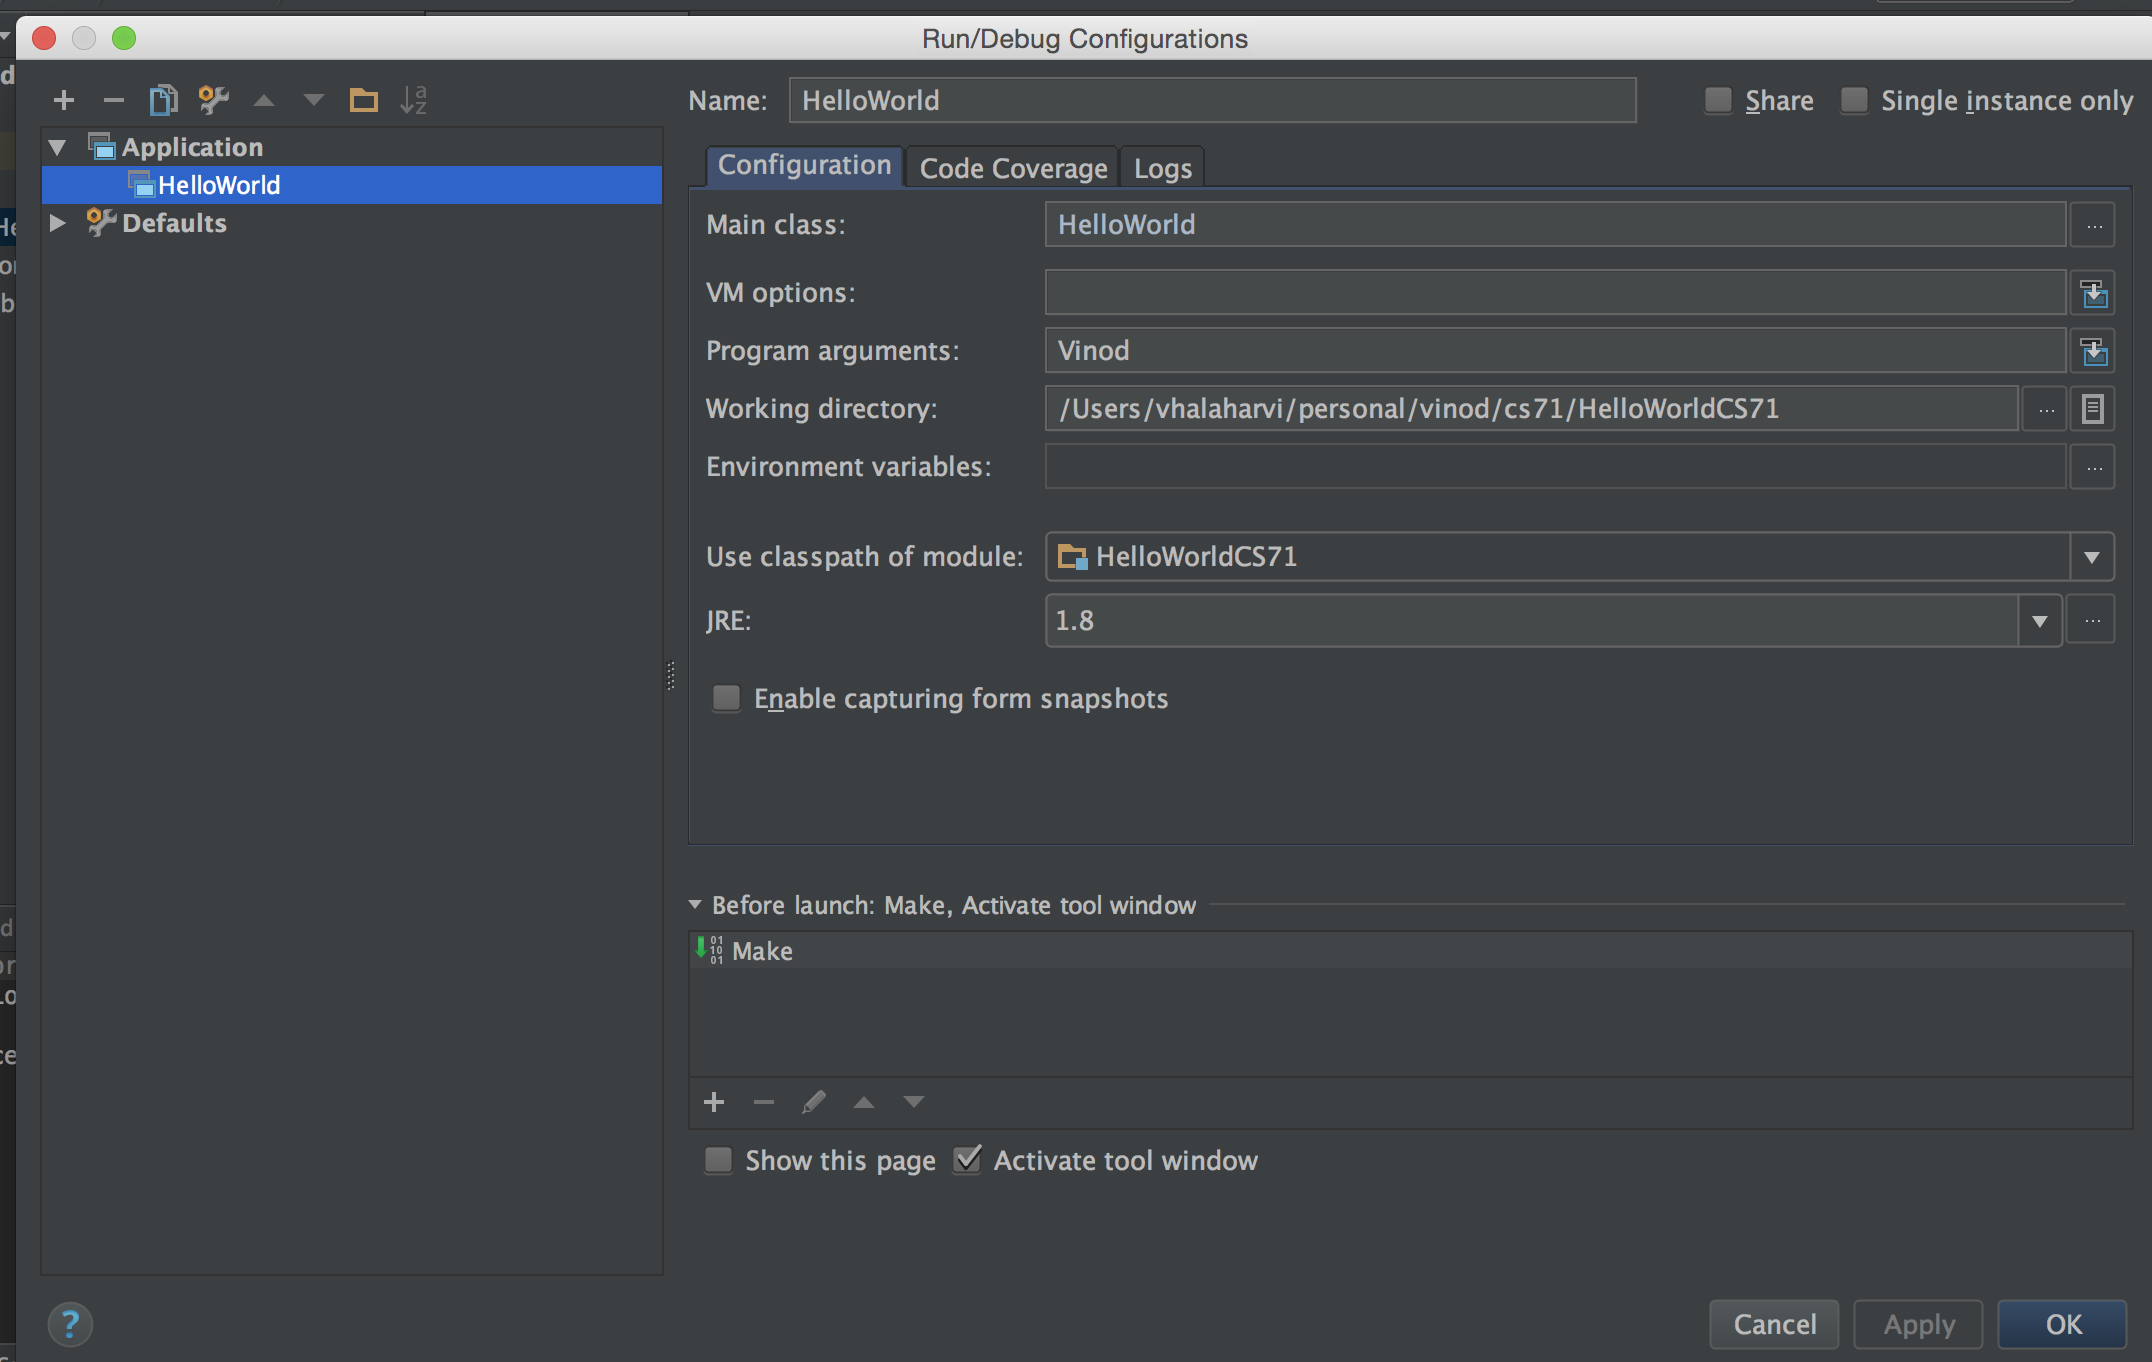 Run/Debug Configurations
Name: HelloWorld Share Single instance only
Application
HelloWorld
Defaults
Configuration Code Coverage Logs
Main class: HelloWorld ...
VM options:
Program arguments: Vinod
Working directory: /Users/vhalaharvi/personal/vinod/cs71/HelloWorldCS71 ...
Environment variables: ...
Use classpath of module: HelloWorldCS71
JRE: 1.8 ...
Enable capturing form snapshots
Before launch: Make, Activate tool window
Make
Show this page Activate tool window
? Cancel Apply OK